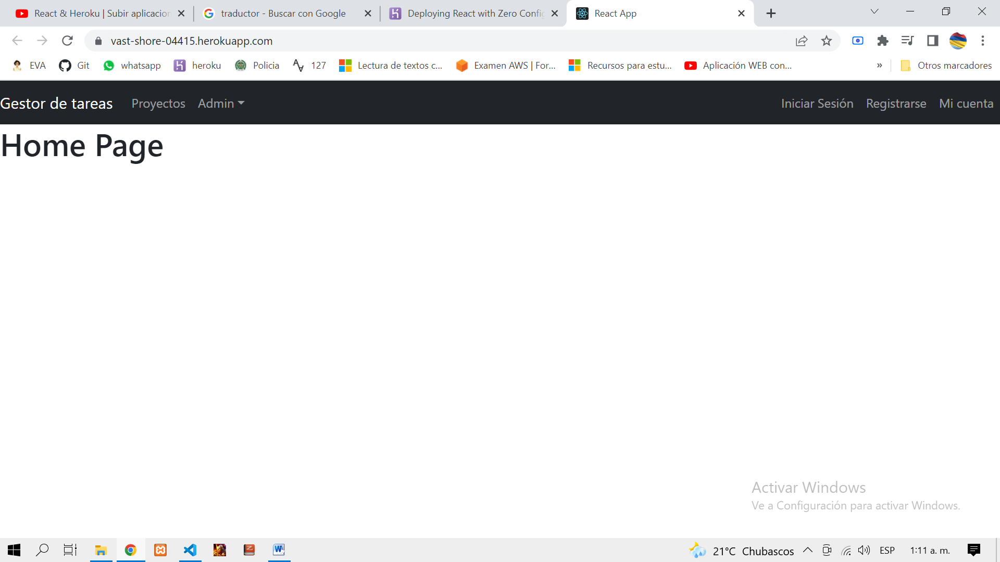 React & Heroku | Subir aplicacion
traductor - Buscar con Google
Deploying React with Zero Config
React App
vast-shore-04415.herokuapp.com
EVA Git whatsapp heroku Policia 127 Lectura de textos c... Examen AWS | For... Recursos para estu... Aplicación WEB con... » Otros marcadores
Gestor de tareas Proyectos Admin Iniciar Sesión Registrarse Mi cuenta
Home Page
Activar Windows
Ve a Configuración para activar Windows.
21°C Chubascos ESP 1:11 a. m.